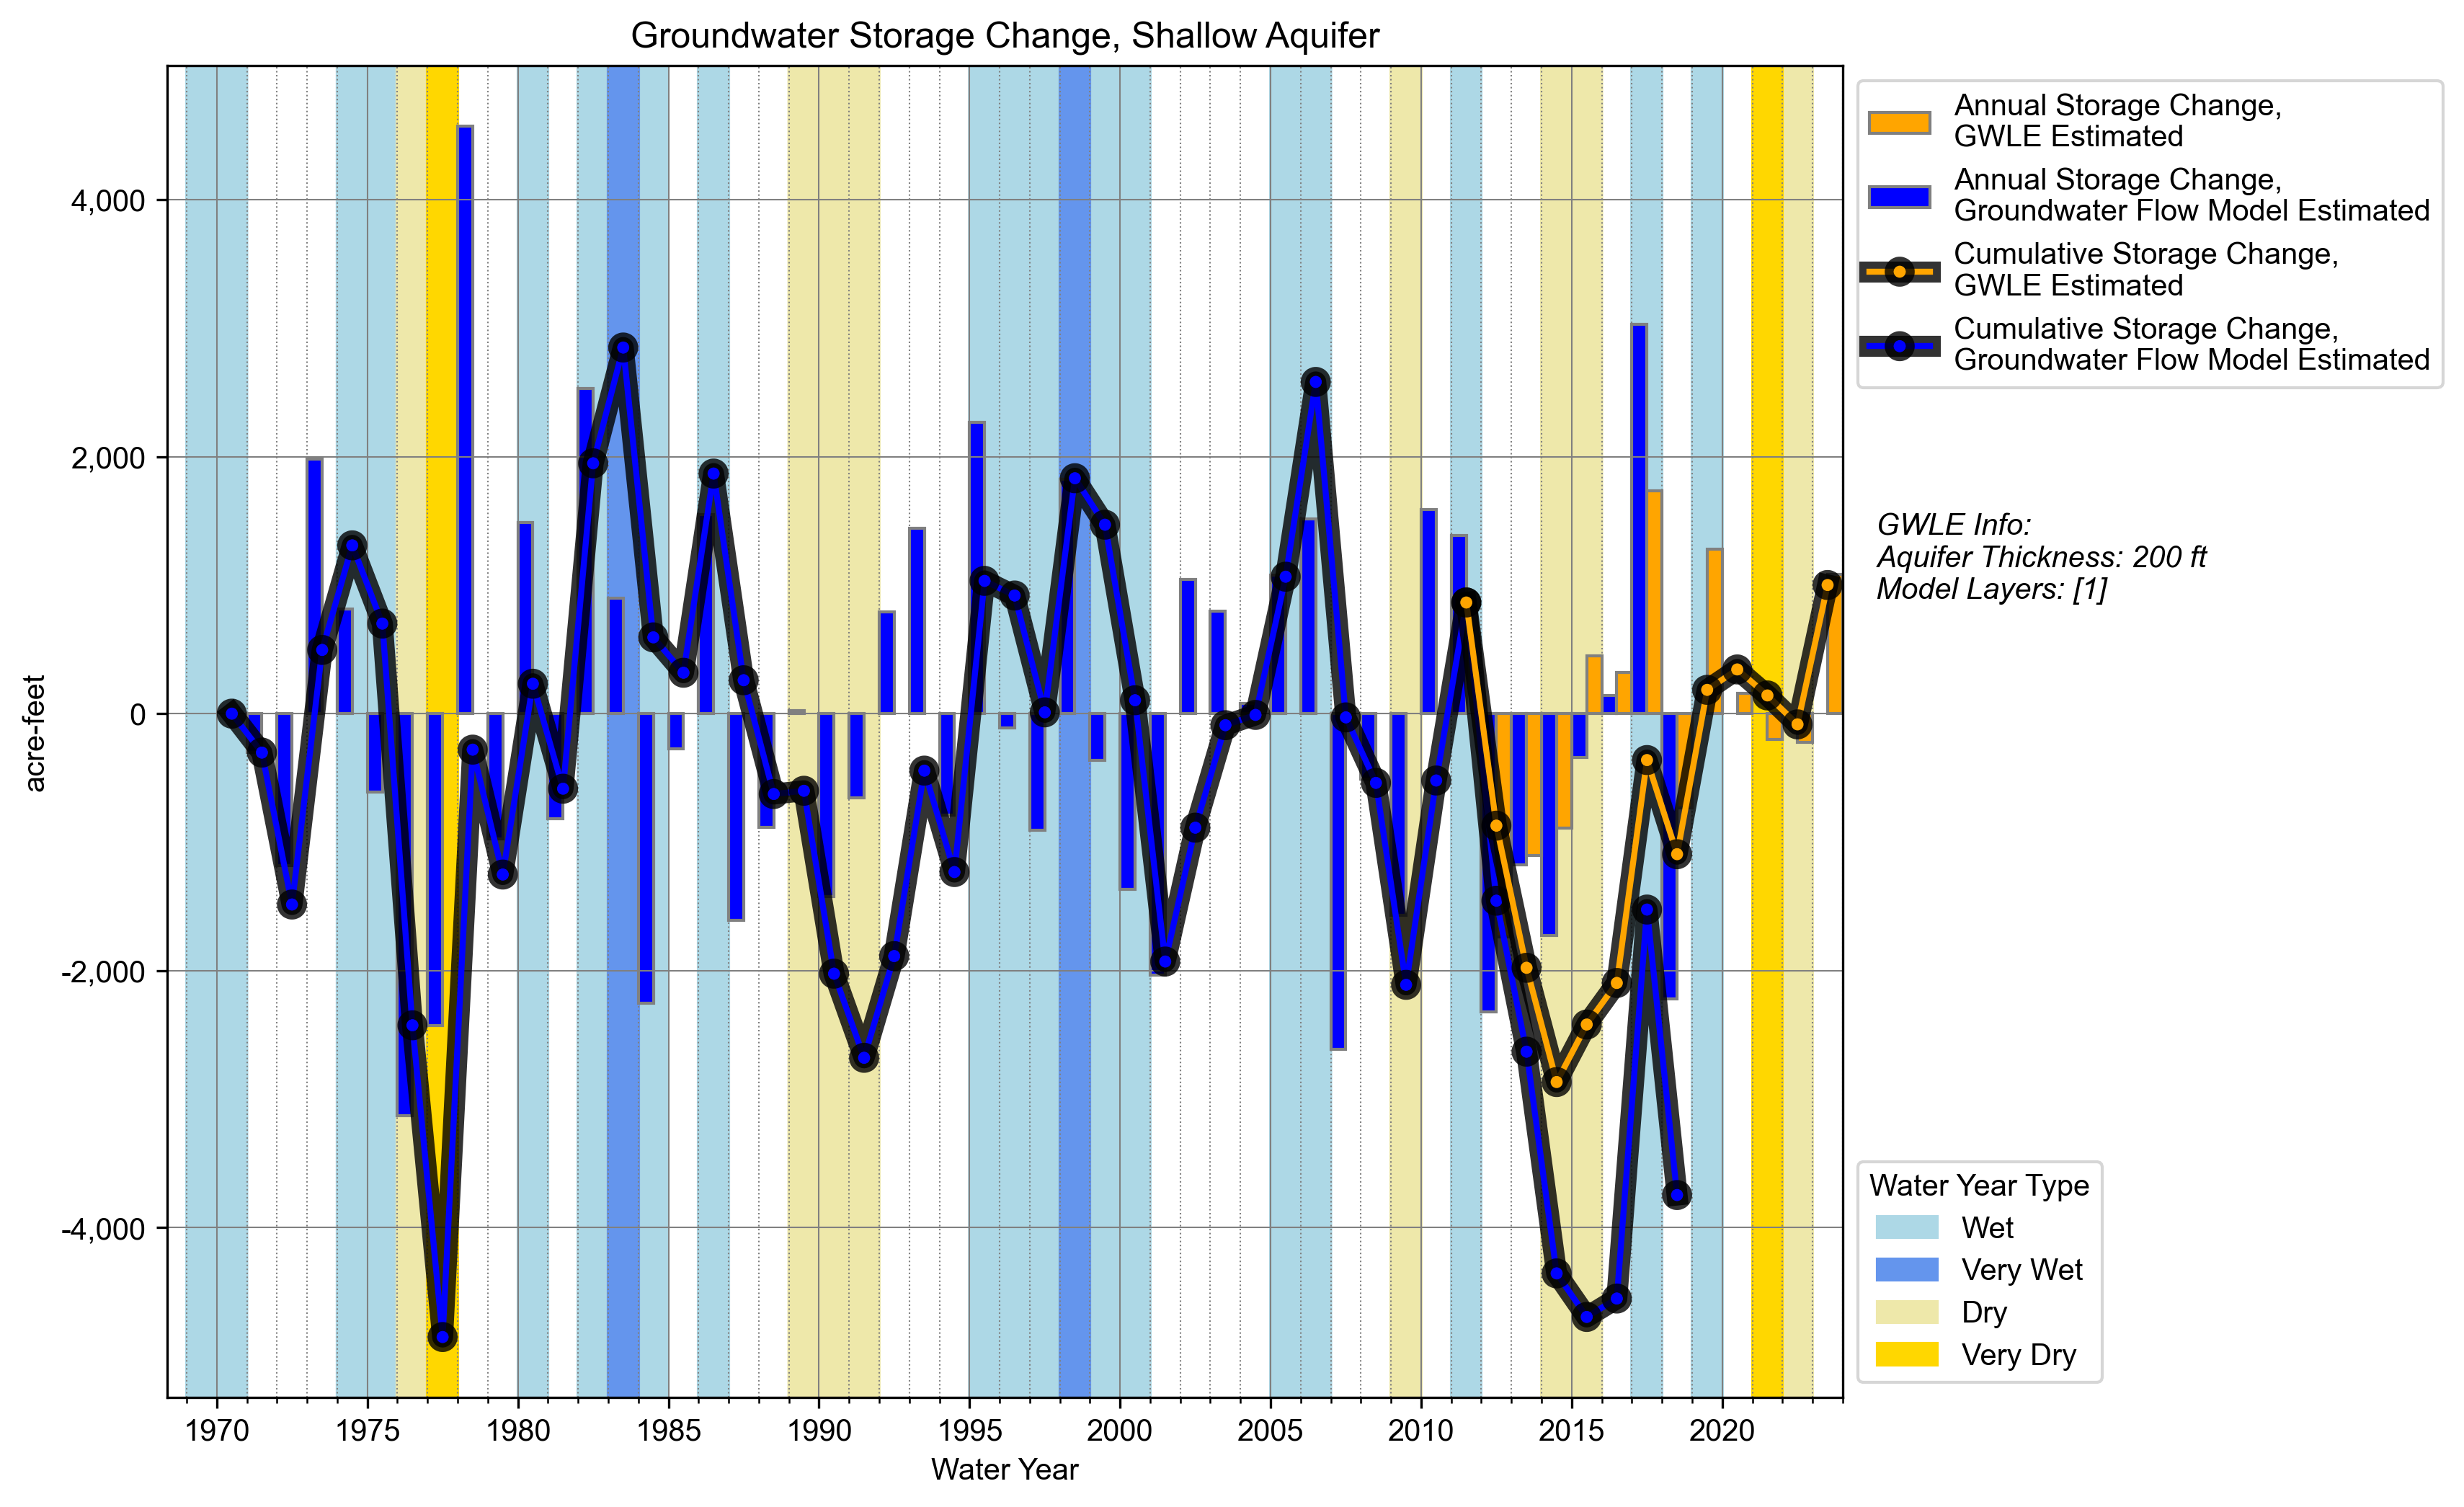 Groundwater Storage Change, Shallow Aquifer
Annual Storage Change,
GWLE Estimated
Annual Storage Change,
Groundwater Flow Model Estimated
Cumulative Storage Change,
GWLE Estimated
Cumulative Storage Change,
Groundwater Flow Model Estimated
GWLE Info:
Aquifer Thickness: 200 ft
Model Layers: [1]
Water Year Type
Wet
Very Wet
Dry
Very Dry
acre-feet
4,000
2,000
0
-2,000
-4,000
1970 1975 1980 1985 1990 1995 2000 2005 2010 2015 2020
Water Year